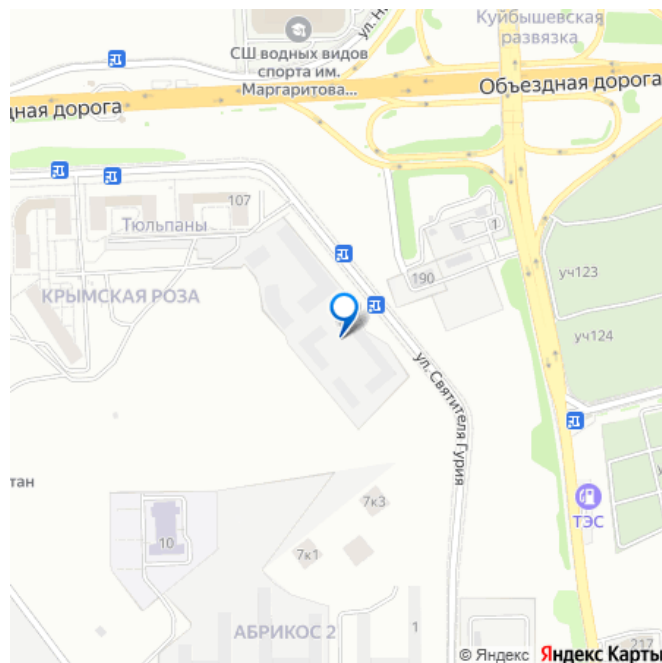 Куйбышевская
развязка
СШ водных видов
спорта им.
Маргаритова...
ул. Н
Объездная дорога
дная дорога
107
Тюльпаны
1
190
уч123
КРЫМСКАЯ РОЗА
уч124
ул. Святителя Гурия
тан
7к3
ТЭС
10
7к1
АБРИКОС 2
1
217
© Яндекс Яндекс Карты